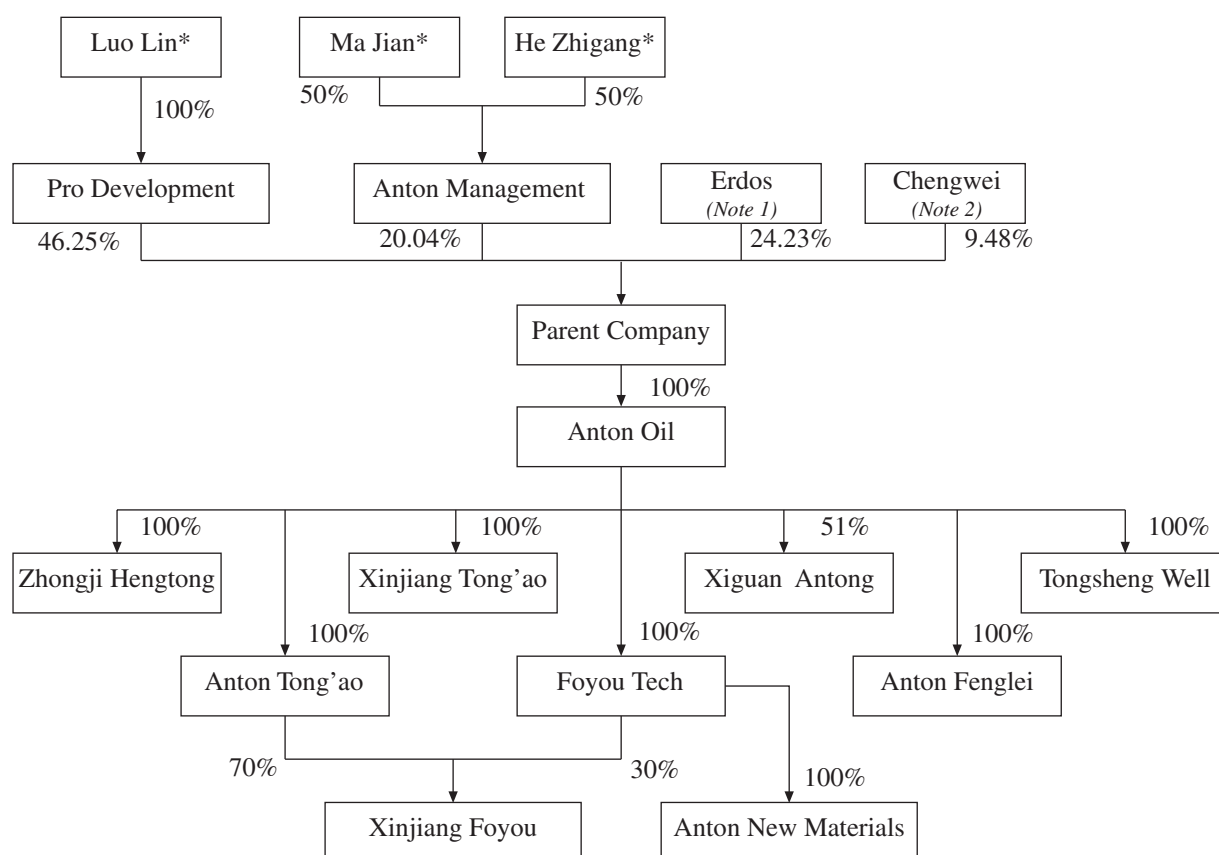 Luo Lin*
Ma Jian*
He Zhigang*
50%
50%
100%
Pro Development
Anton Management
Erdos
(Note 1)
Chengwei
(Note 2)
46.25%
20.04%
24.23%
9.48%
Parent Company
100%
Anton Oil
100%
100%
51%
100%
Zhongji Hengtong
Xinjiang Tong’ao
Xiguan Antong
Tongsheng Well
100%
100%
100%
Anton Tong’ao
Foyou Tech
Anton Fenglei
70%
30%
100%
Xinjiang Foyou
Anton New Materials